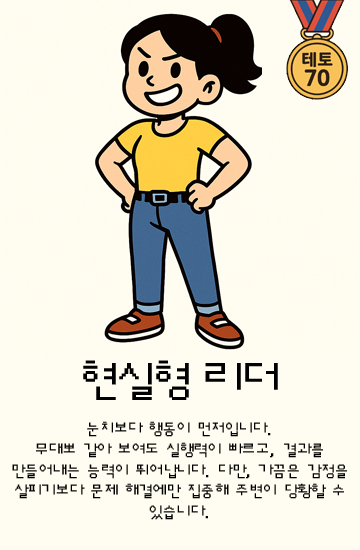 테토
70
현실형 리더
눈치보다 행동이 먼저입니다.
무대뽀 같아 보여도 실행력이 빠르고, 결과를
만들어내는 능력이 뛰어납니다. 다만, 가끔은 감정을
살피기보다 문제 해결에만 집중해 주변이 당황할 수
있습니다.